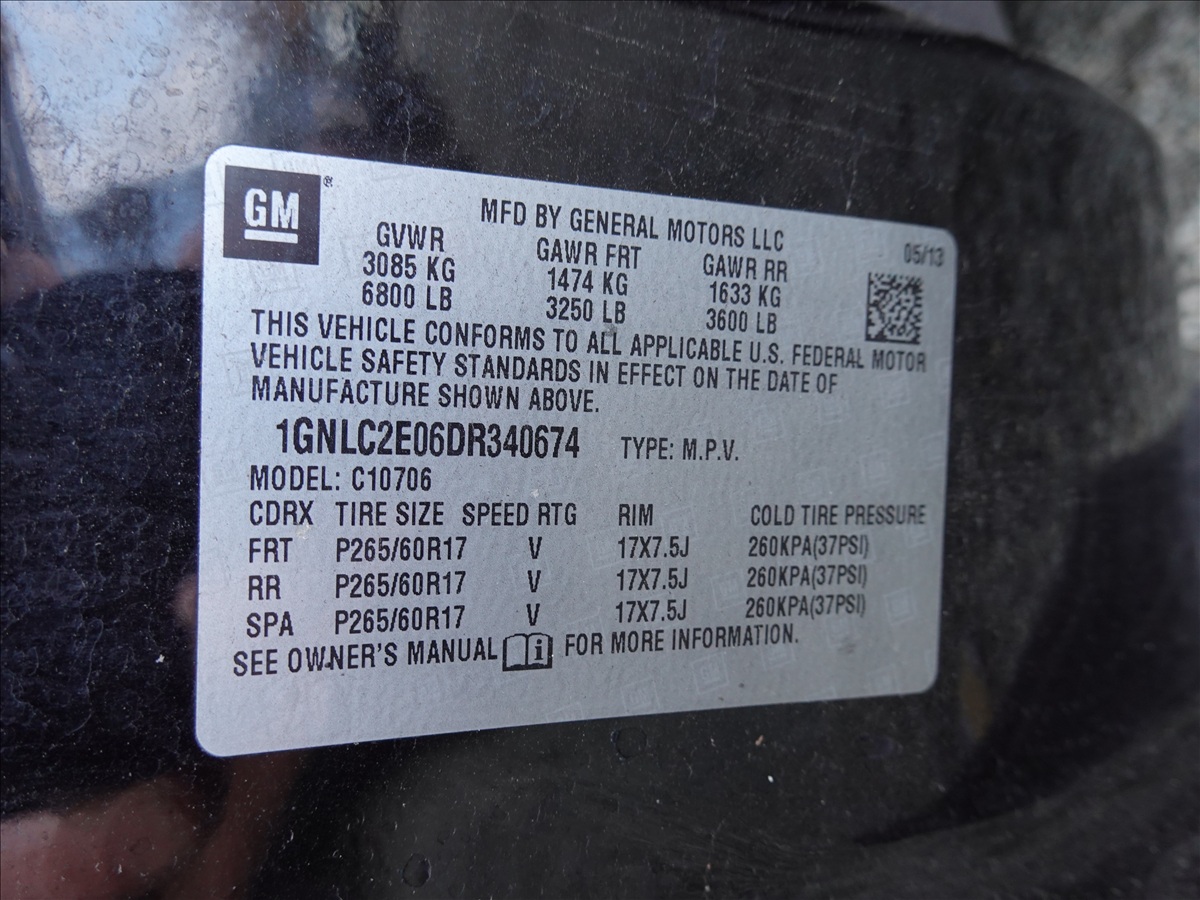 GM®
MFD BY GENERAL MOTORS LLC
05/13
GVWR GAWR FRT GAWR RR
3085 KG 1474 KG 1633 KG
6800 LB 3250 LB 3600 LB
THIS VEHICLE CONFORMS TO ALL APPLICABLE U.S. FEDERAL MOTOR
VEHICLE SAFETY STANDARDS IN EFFECT ON THE DATE OF
MANUFACTURE SHOWN ABOVE.
1GNLC2E06DR340674 TYPE: M.P.V.
MODEL: C10706
CDRX TIRE SIZE SPEED RTG RIM COLD TIRE PRESSURE
FRT P265/60R17 V 17X7.5J 260KPA(37PSI)
RR P265/60R17 V 17X7.5J 260KPA(37PSI)
SPA P265/60R17 V 17X7.5J 260KPA(37PSI)
SEE OWNER'S MANUAL i FOR MORE INFORMATION.